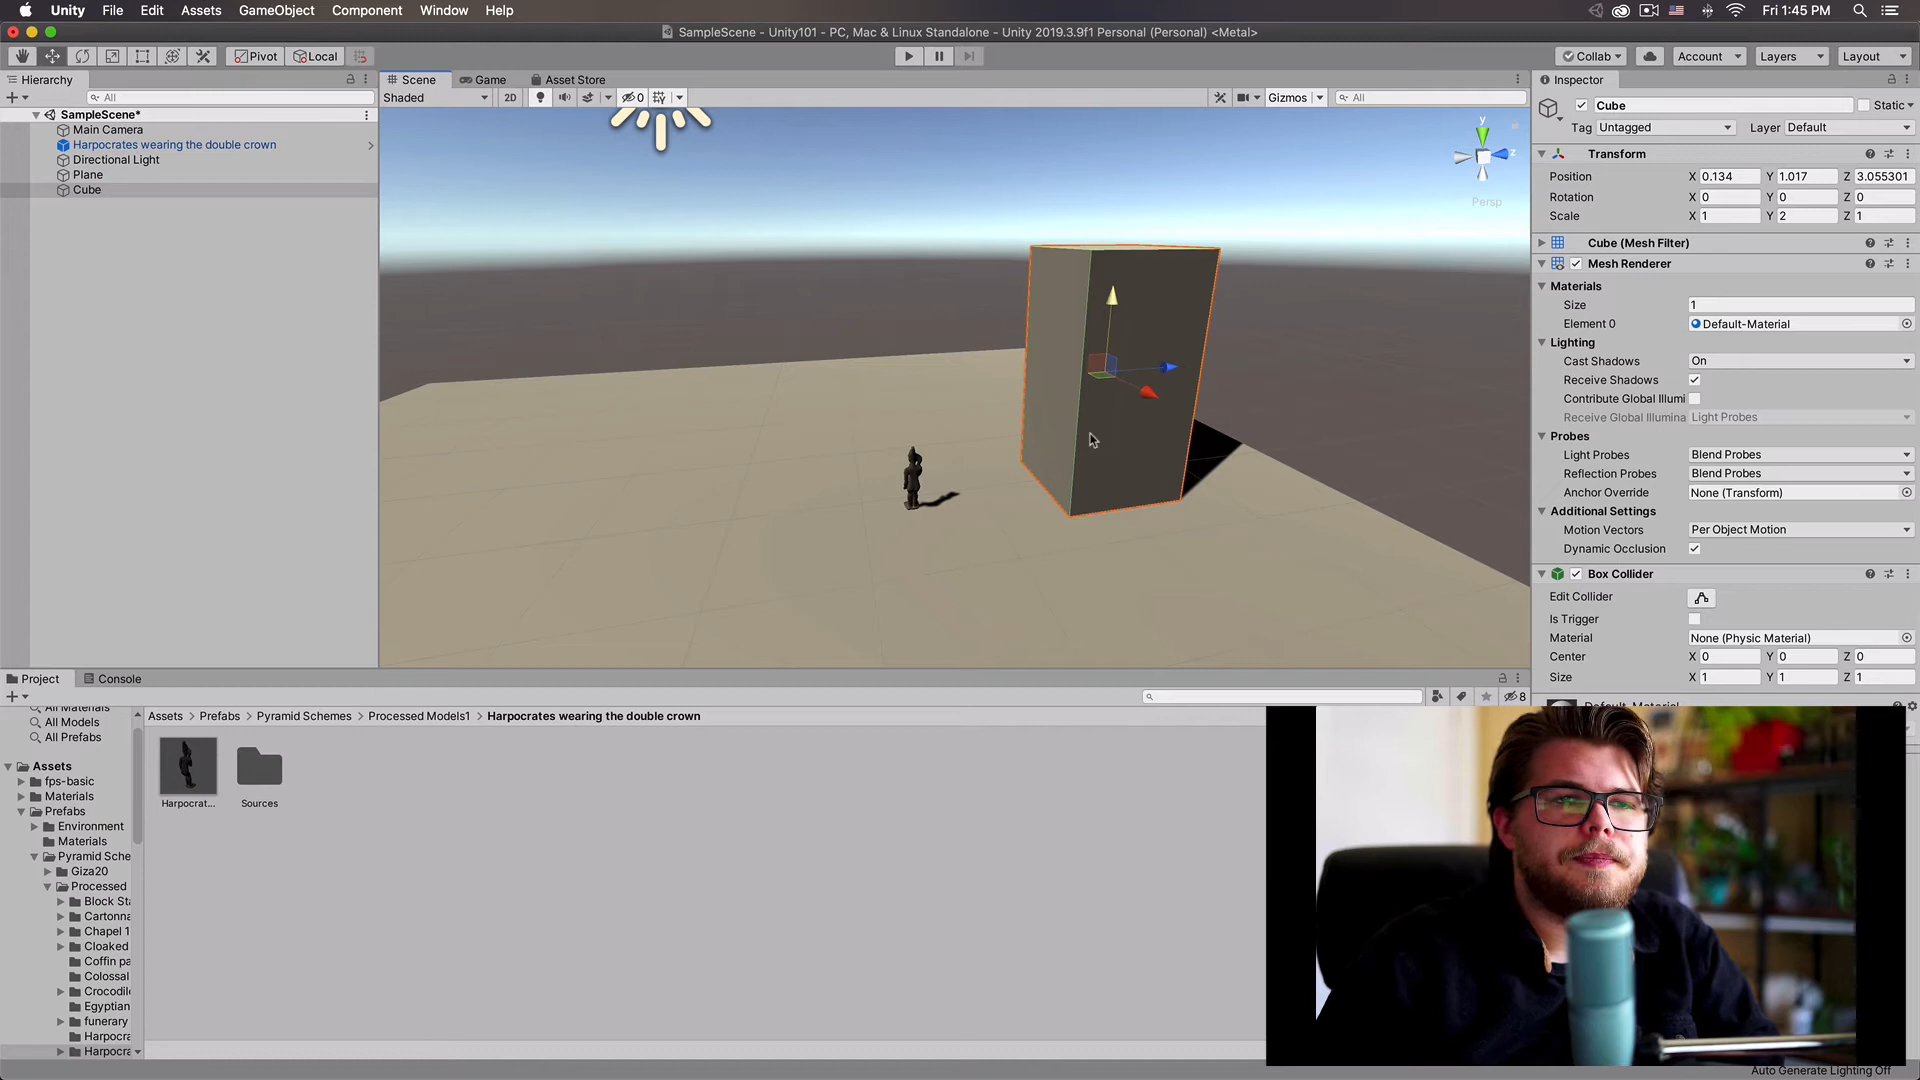 Unity File Edit Assets GameObject Component Window Help Fri 1:45 PM
SampleScene - Unity101 - PC, Mac & Linux Standalone - Unity 2019.3.9f1 Personal (Personal) <Metal>
Pivot Local Collab Account Layers Layout
Hierarchy Scene Game Asset Store Inspector
All Shaded 2D 0 Gizmos All
Cube Static
Tag Untagged Layer Default
SampleScene*
Main Camera
Harpocrates wearing the double crown
Directional Light
Plane
Cube
y
z
Persp
Transform
Position X 0.134 Y 1.017 Z 3.055301
Rotation X 0 Y 0 Z 0
Scale X 1 Y 2 Z 1
Cube (Mesh Filter)
Mesh Renderer
Materials
Size 1
Element 0 Default-Material
Lighting
Cast Shadows On
Receive Shadows
Contribute Global Illumi
Receive Global Illumina Light Probes
Probes
Light Probes Blend Probes
Reflection Probes Blend Probes
Anchor Override None (Transform)
Additional Settings
Motion Vectors Per Object Motion
Dynamic Occlusion
Box Collider
Edit Collider
Is Trigger
Material None (Physic Material)
Center X 0 Y 0 Z 0
Size X 1 Y 1 Z 1
Default-Material
Project Console
8
All Materials
All Models
All Prefabs
Assets
fps-basic
Materials
Prefabs
Environment
Materials
Pyramid Sche
Giza20
Processed
Block Sta
Cartonna
Chapel 1
Cloaked
Coffin pa
Colossal
Crocodile
Egyptian
funerary
Harpocra
Harpocra
Assets > Prefabs > Pyramid Schemes > Processed Models1 > Harpocrates wearing the double crown
Harpocrat... Sources
Auto Generate Lighting Off